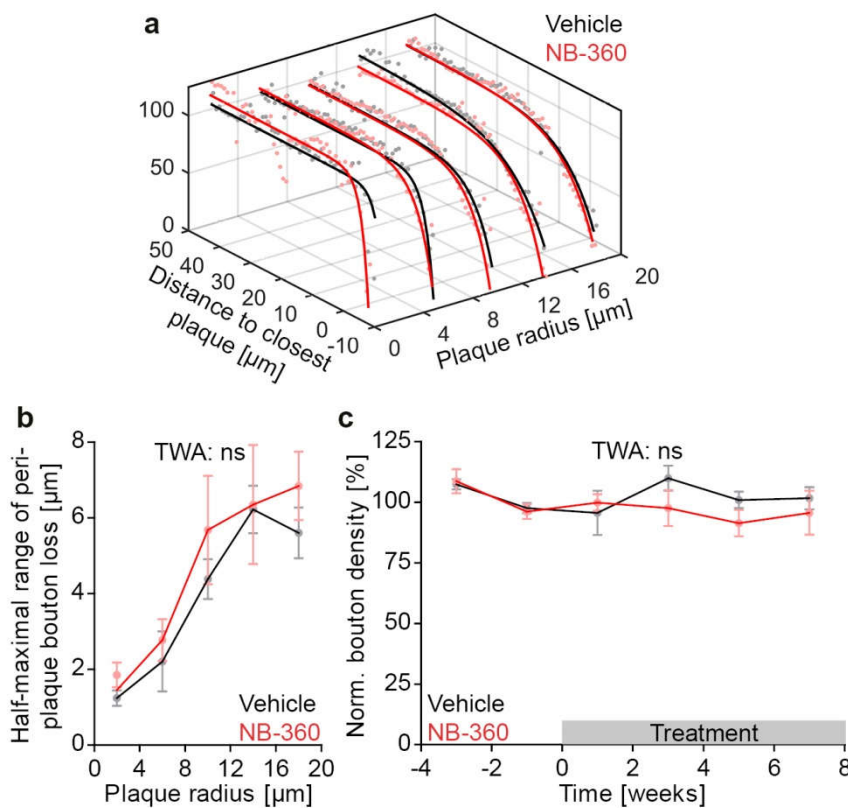 a
Vehicle
NB-360
100
50
0
50
40
30
20
10
0
-10
Distance to closest
plaque [µm]
0
4
8
12
16
20
Plaque radius [µm]
b
TWA: ns
8
6
4
2
0
Half-maximal range of peri-
plaque bouton loss [µm]
Vehicle
NB-360
0 4 8 12 16 20
Plaque radius [µm]
c
TWA: ns
125
100
75
50
25
10
0
Norm. bouton density [%]
Vehicle
NB-360
Treatment
-4 -2 0 2 4 6 8
Time [weeks]